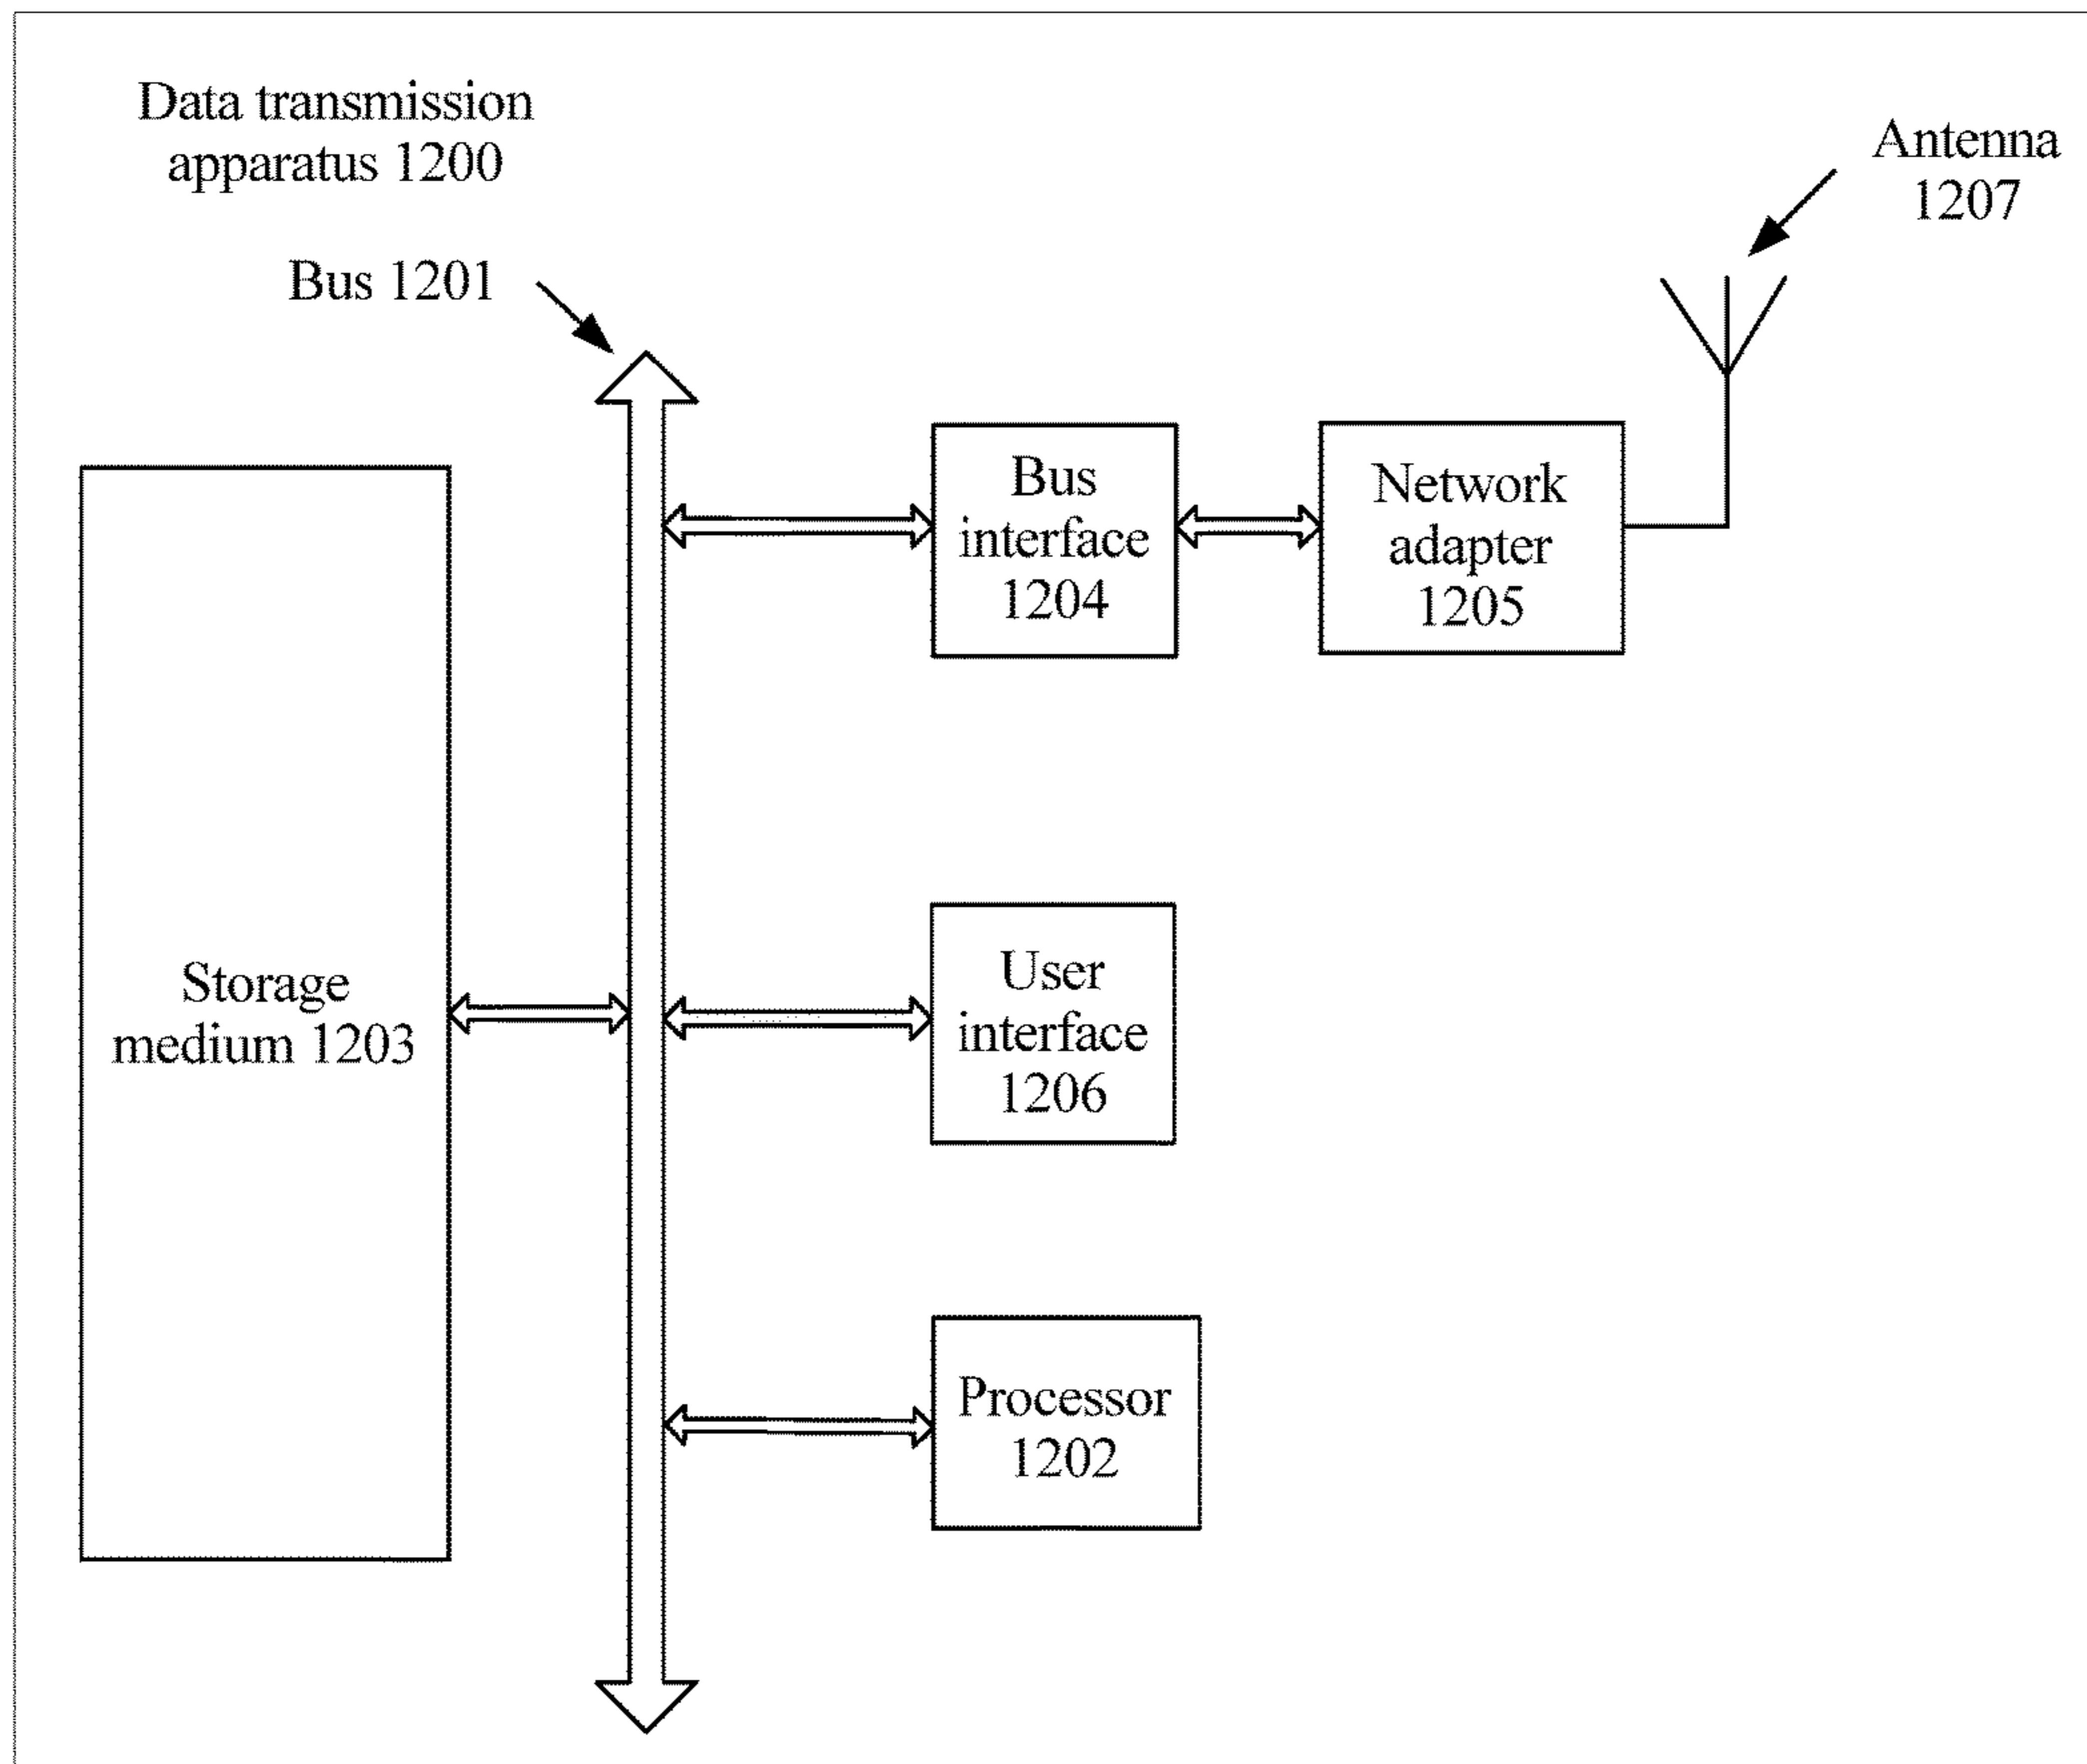 Data transmission
apparatus 1200
Antenna
1207
Bus 1201
Bus
interface
1204
Network
adapter
1205
Storage
medium 1203
User
interface
1206
Processor
1202